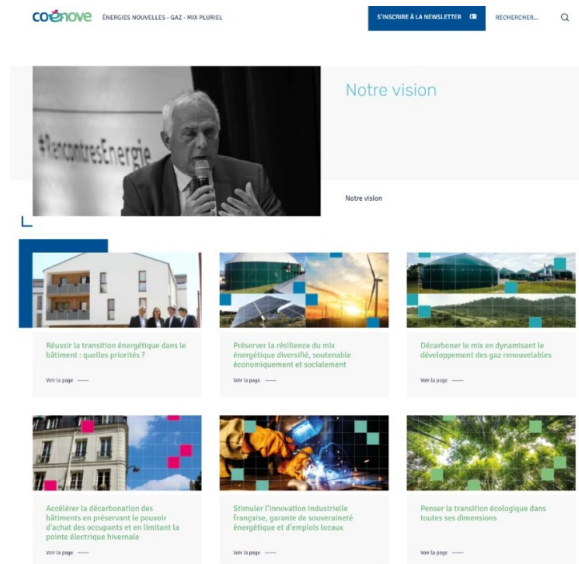 coénove
ÉNERGIES NOUVELLES - GAZ - MIX PLURIEL
S'INSCRIRE À LA NEWSLETTER
RECHERCHER...
#RencontresEnergie
Notre vision
Notre vision
Réussir la transition énergétique dans le
bâtiment : quelles priorités ?
Voir la page
Préserver la résilience du mix
énergétique diversifié, soutenable
économiquement et socialement
Voir la page
Décarboner le mix en dynamisant le
développement des gaz renouvelables
Voir la page
Accélérer la décarbonation des
bâtiments en préservant le pouvoir
d'achat des occupants et en limitant la
pointe électrique hivernale
Voir la page
Stimuler l'innovation industrielle
française, garante de souveraineté
énergétique et d'emplois locaux
Voir la page
Penser la transition écologique dans
toutes ses dimensions
Voir la page